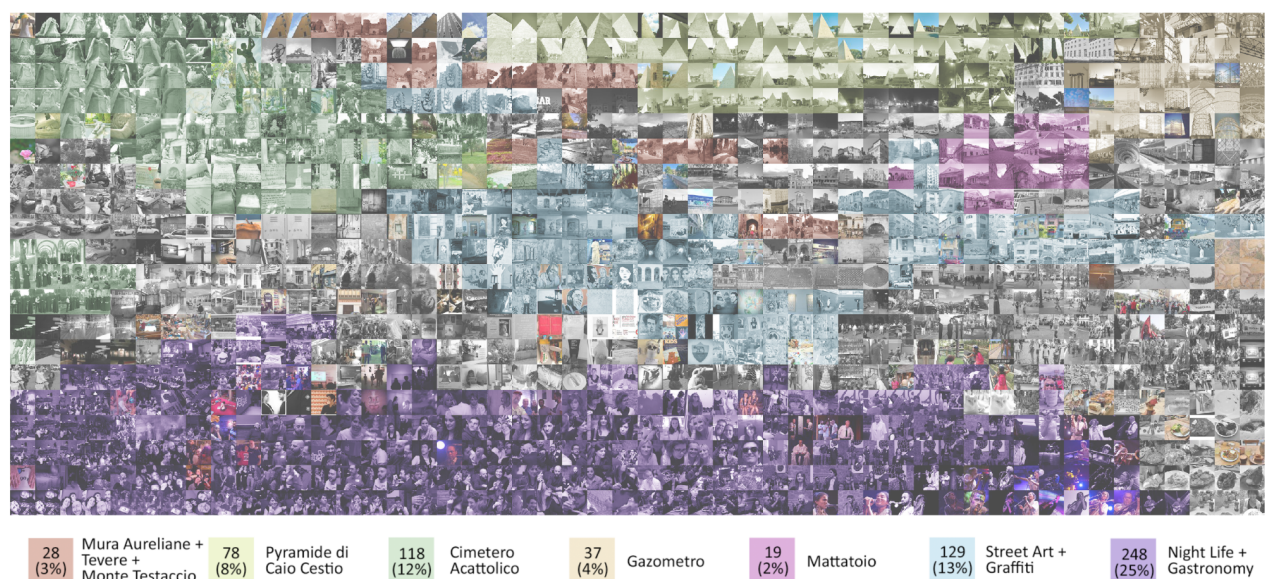 28
(3%)
Mura Aureliane +
Tevere +
Monte Testaccio
78
(8%)
Pyramide di
Caio Cestio
118
(12%)
Cimetero
Acattolico
37
(4%)
Gazometro
19
(2%)
Mattatoio
129
(13%)
Street Art +
Graffiti
248
(25%)
Night Life +
Gastronomy